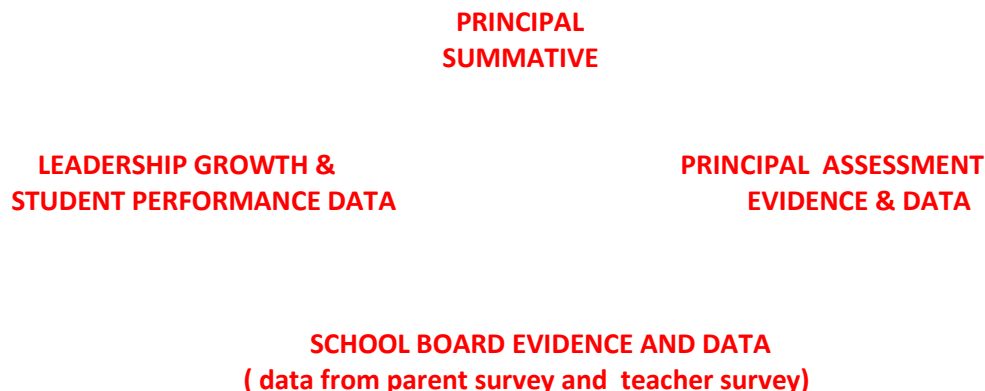 PRINCIPAL
SUMMATIVE
LEADERSHIP GROWTH &
STUDENT PERFORMANCE DATA
PRINCIPAL ASSESSMENT
EVIDENCE & DATA
SCHOOL BOARD EVIDENCE AND DATA
( data from parent survey and teacher survey)